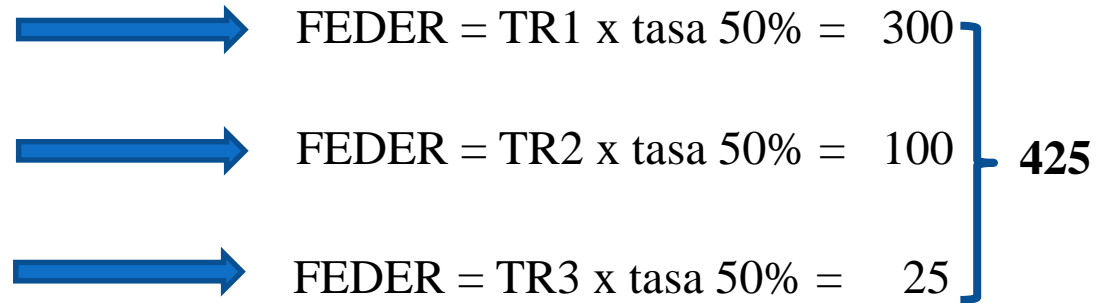 FEDER = TR1 x tasa 50% = 300
FEDER = TR2 x tasa 50% = 100
425
FEDER = TR3 x tasa 50% = 25